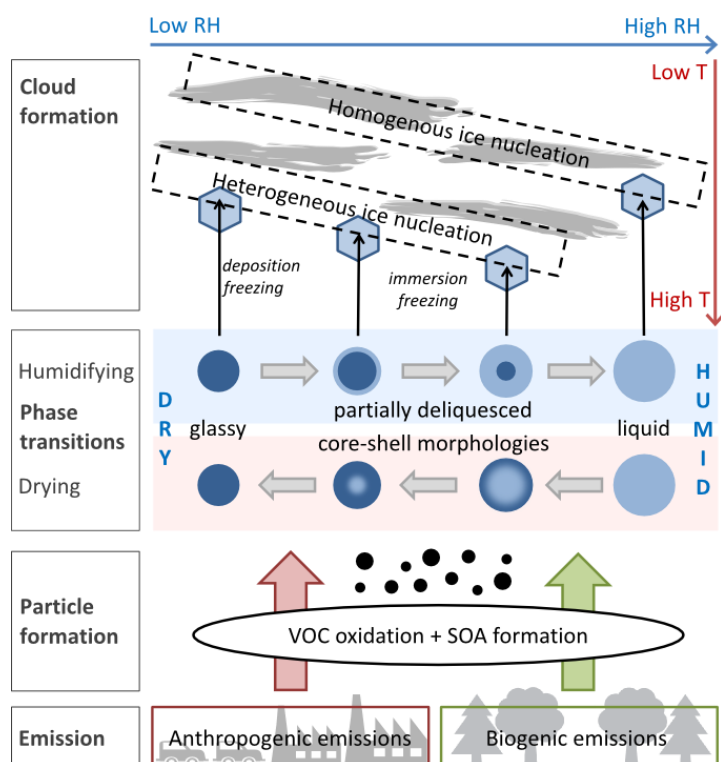 Low RH
High RH
Cloud
formation
Low T
Homogenous ice nucleation
Heterogeneous ice nucleation
deposition
freezing
immersion
freezing
High T
Humidifying
Phase
transitions
Drying
DRY
glassy
partially deliquesced
core-shell morphologies
liquid
HUMID
Particle
formation
VOC oxidation + SOA formation
Emission
Anthropogenic emissions
Biogenic emissions